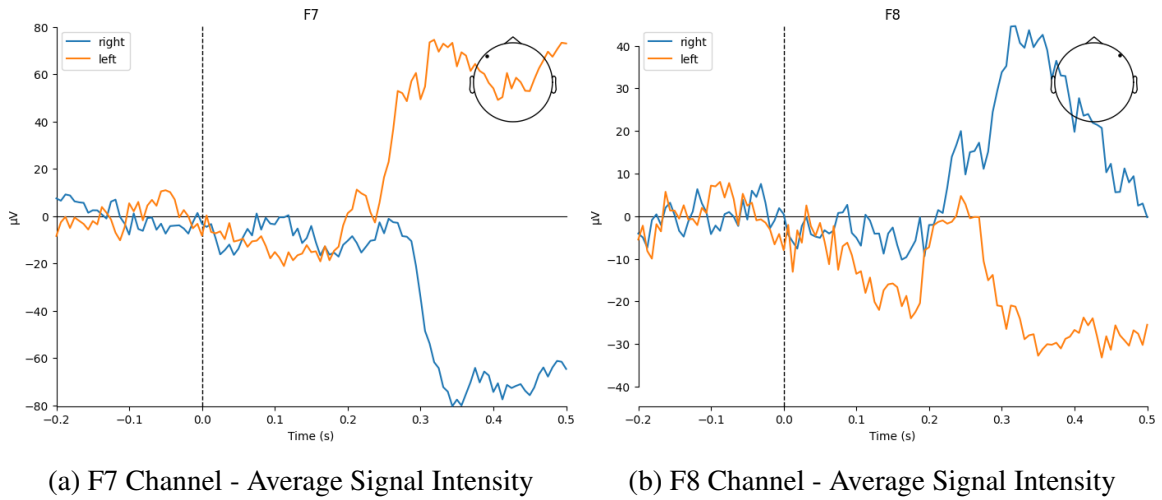 F7
80
60
40
20
0
−20
−40
−60
−80
µV
right
left
−0.2 −0.1 0.0 0.1 0.2 0.3 0.4 0.5
Time (s)
(a) F7 Channel - Average Signal Intensity
F8
40
30
20
10
0
−10
−20
−30
−40
µV
right
left
−0.2 −0.1 0.0 0.1 0.2 0.3 0.4 0.5
Time (s)
(b) F8 Channel - Average Signal Intensity